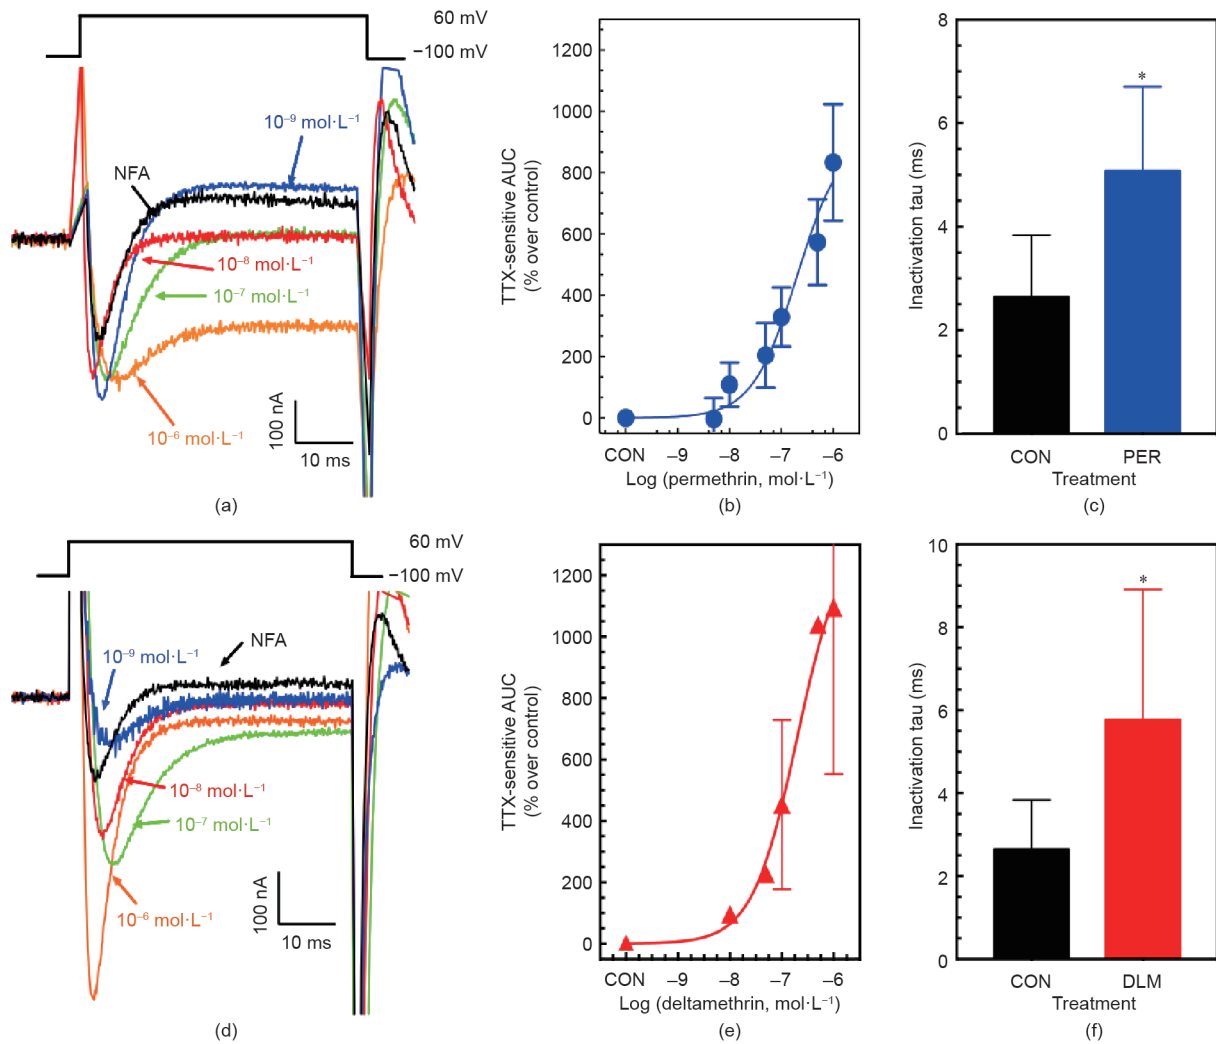 60 mV
−100 mV
10⁻⁹ mol·L⁻¹
NFA
10⁻⁸ mol·L⁻¹
10⁻⁷ mol·L⁻¹
10⁻⁶ mol·L⁻¹
100 nA
10 ms
(a)
TTX-sensitive AUC
(% over control)
1200
1000
800
600
400
200
0
CON −9 −8 −7 −6
Log (permethrin, mol·L⁻¹)
(b)
Inactivation tau (ms)
8
6
4
2
0
*
CON PER
Treatment
(c)
60 mV
−100 mV
NFA
10⁻⁹ mol·L⁻¹
10⁻⁸ mol·L⁻¹
10⁻⁷ mol·L⁻¹
10⁻⁶ mol·L⁻¹
100 nA
10 ms
(d)
TTX-sensitive AUC
(% over control)
1200
1000
800
600
400
200
0
CON −9 −8 −7 −6
Log (deltamethrin, mol·L⁻¹)
(e)
Inactivation tau (ms)
10
8
6
4
2
0
*
CON DLM
Treatment
(f)